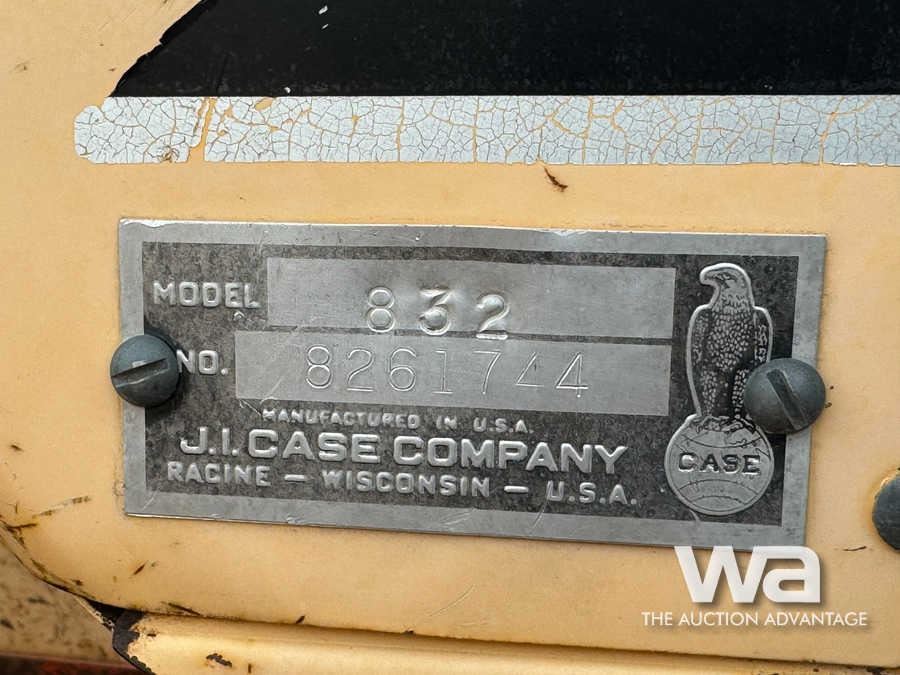 MODEL 832
NO. 8261744
MANUFACTURED IN U.S.A.
J.I. CASE COMPANY
RACINE — WISCONSIN — U.S.A.
CASE
wa
THE AUCTION ADVANTAGE